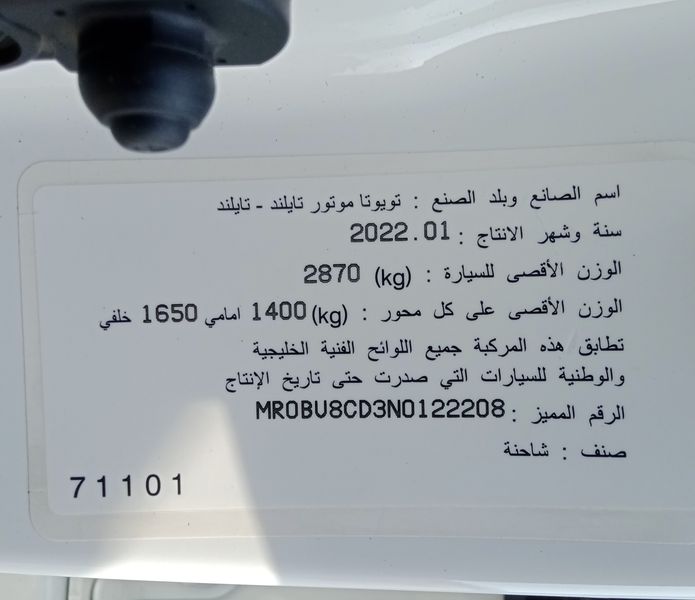 اسم الصانع وبلد الصنع : تويوتا موتور تايلند - تايلند
سنة وشهر الانتاج : 2022.01
الوزن الأقصى للسيارة : (kg) 2870
الوزن الأقصى على كل محور : (kg) 1400 امامي 1650 خلفي
تطابق هذه المركبة جميع اللوائح الفنية الخليجية
والوطنية للسيارات التي صدرت حتى تاريخ الإنتاج
الرقم المميز : MR0BU8CD3N0122208
صنف : شاحنة
71101